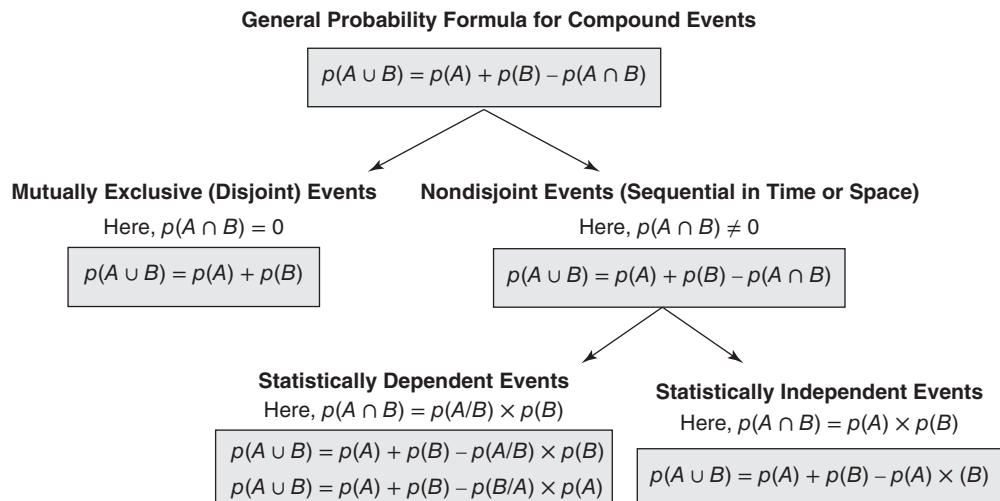 General Probability Formula for Compound Events
p(A ∪ B) = p(A) + p(B) – p(A ∩ B)
Mutually Exclusive (Disjoint) Events
Here, p(A ∩ B) = 0
p(A ∪ B) = p(A) + p(B)
Nondisjoint Events (Sequential in Time or Space)
Here, p(A ∩ B) ≠ 0
p(A ∪ B) = p(A) + p(B) – p(A ∩ B)
Statistically Dependent Events
Here, p(A ∩ B) = p(A/B) × p(B)
p(A ∪ B) = p(A) + p(B) – p(A/B) × p(B)
p(A ∪ B) = p(A) + p(B) – p(B/A) × p(A)
Statistically Independent Events
Here, p(A ∩ B) = p(A) × p(B)
p(A ∪ B) = p(A) + p(B) – p(A) × (B)